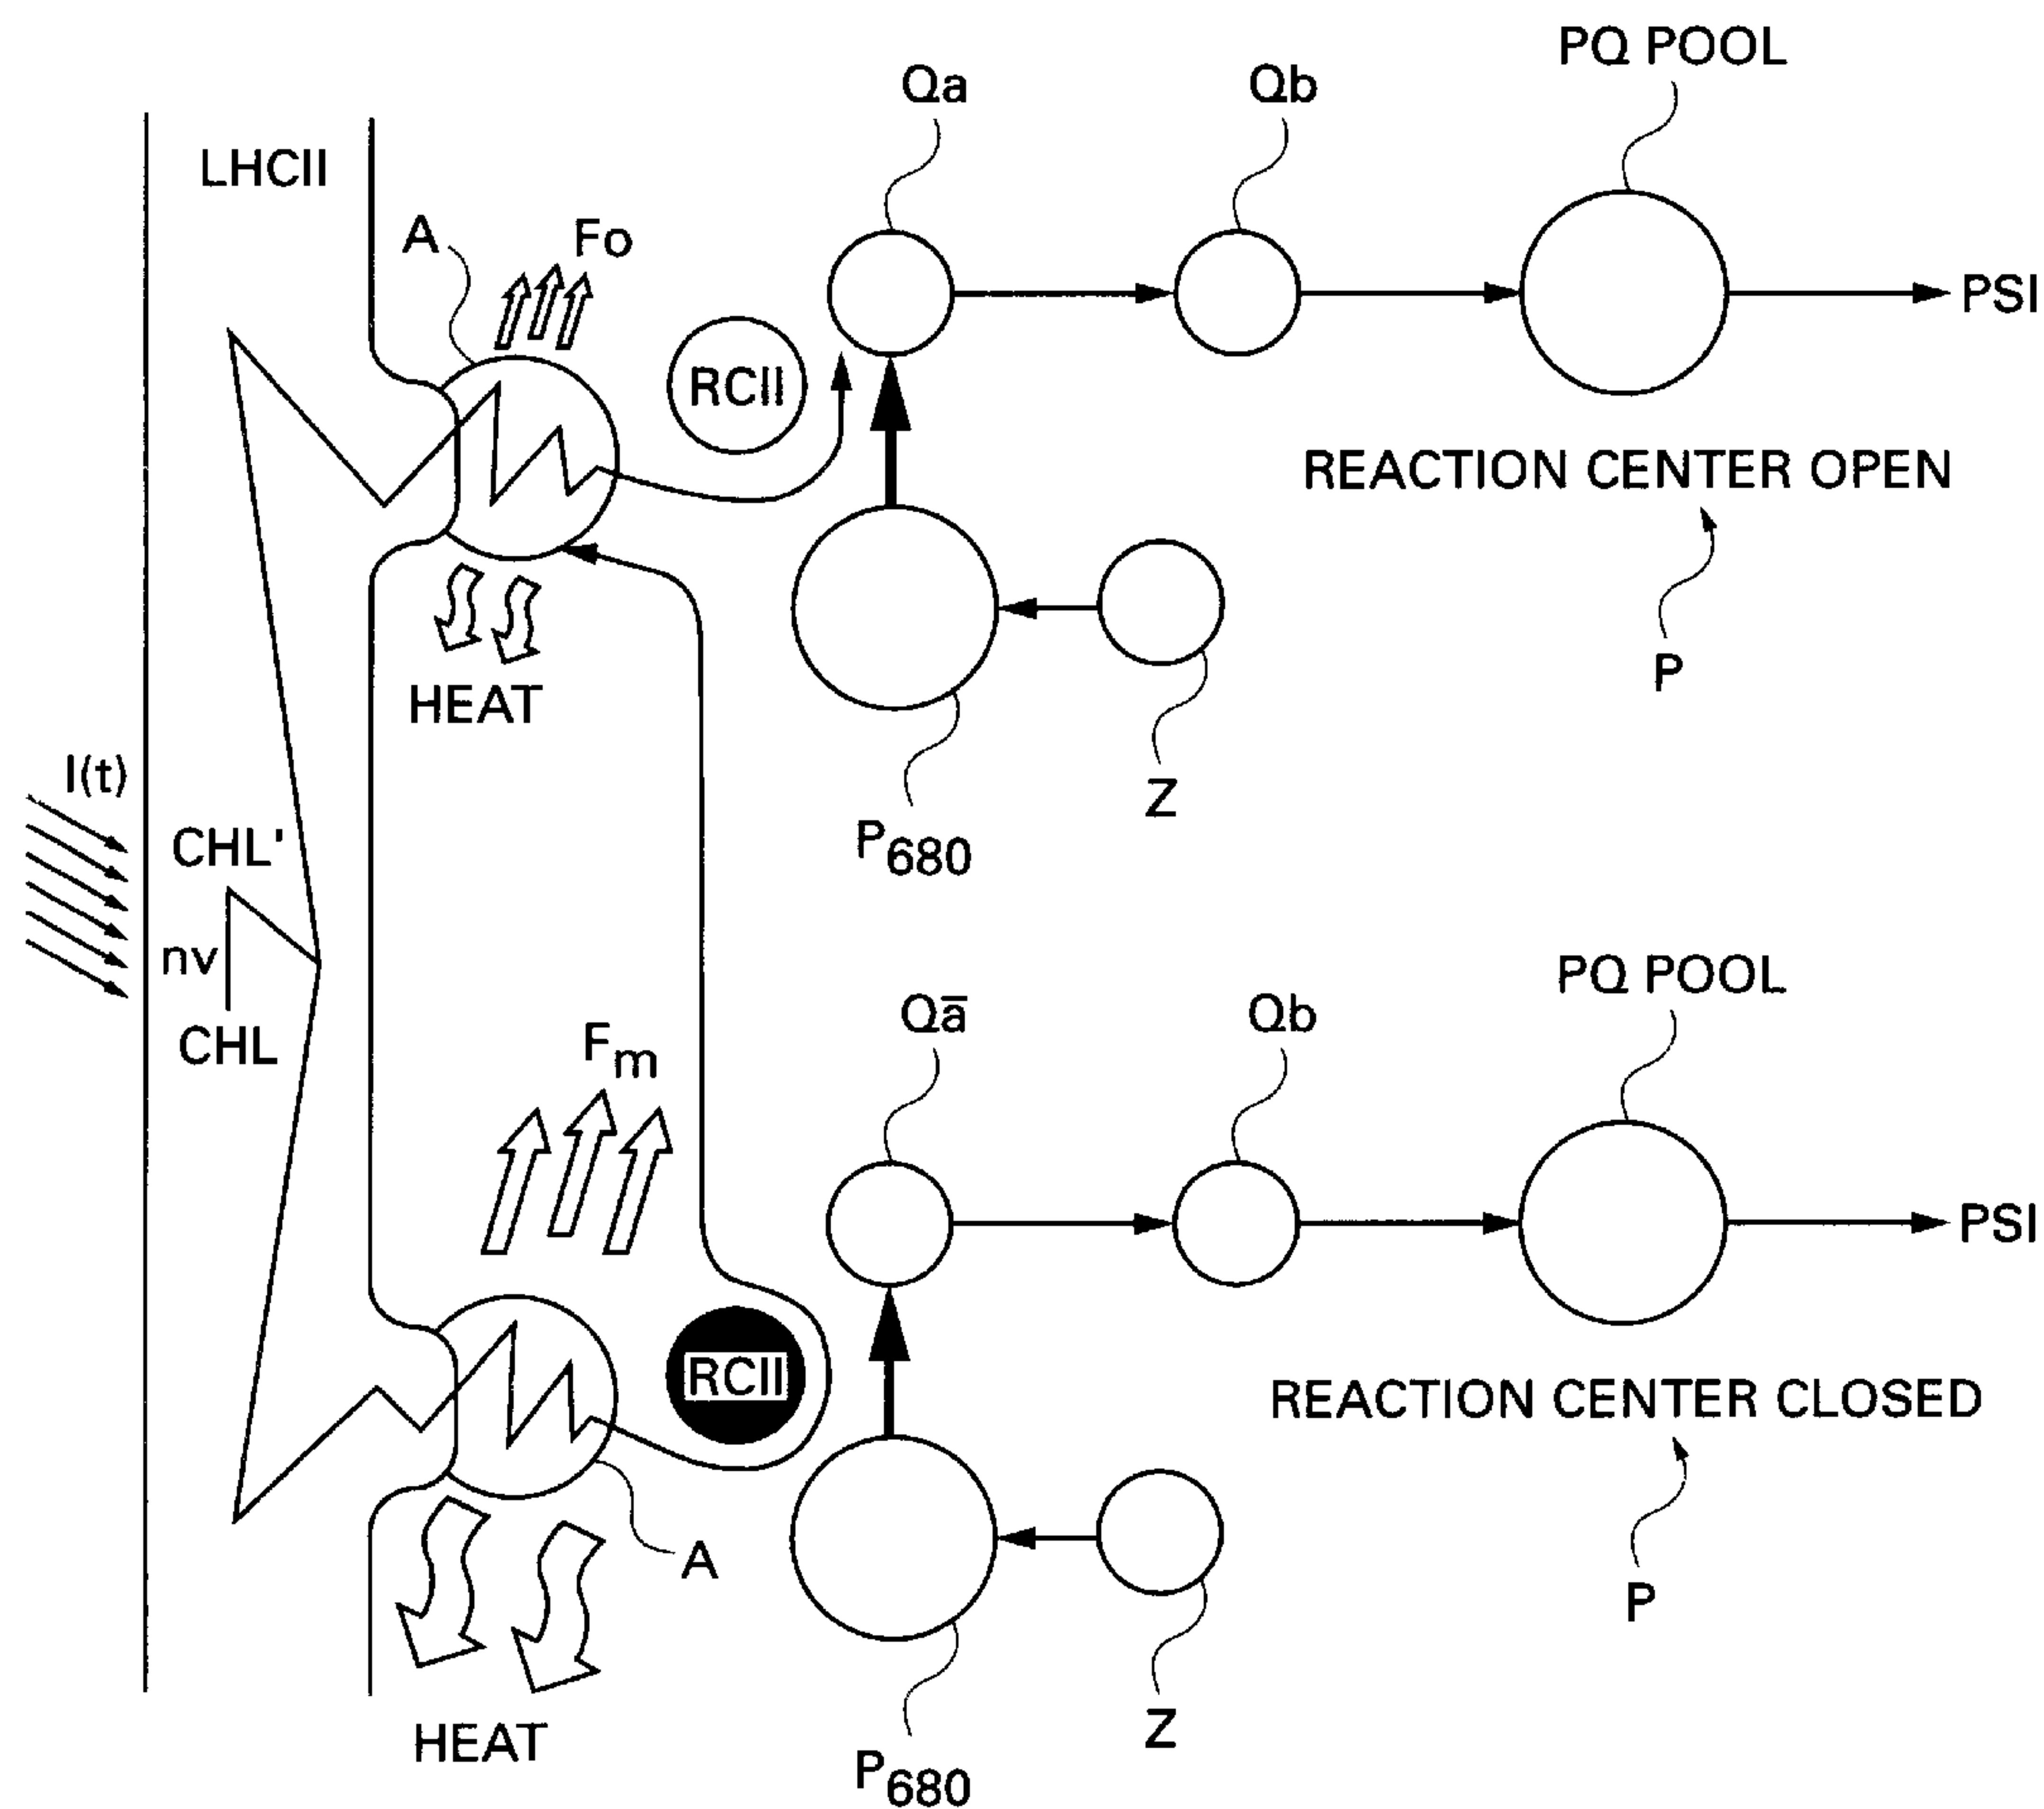 PQ POOL
Qa
Qb
LHCII
A
Fo
PSI
RCII
REACTION CENTER OPEN
P
HEAT
Z
I(t)
CHL'
P680
nv
CHL
PQ POOL
Qa̅
Qb
Fm
PSI
RCII
REACTION CENTER CLOSED
A
P
Z
HEAT
P680